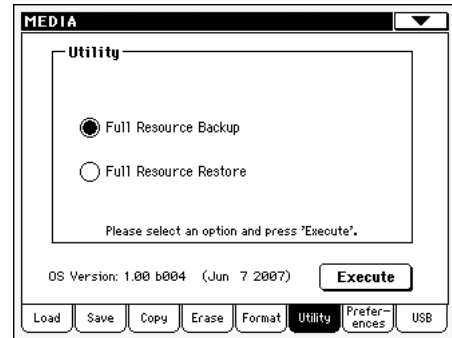 MEDIA
Utility
Full Resource Backup
Full Resource Restore
Please select an option and press 'Execute'.
OS Version: 1.00 b004 (Jun 7 2007)
Execute
Load Save Copy Erase Format Utility Prefer-ences USB